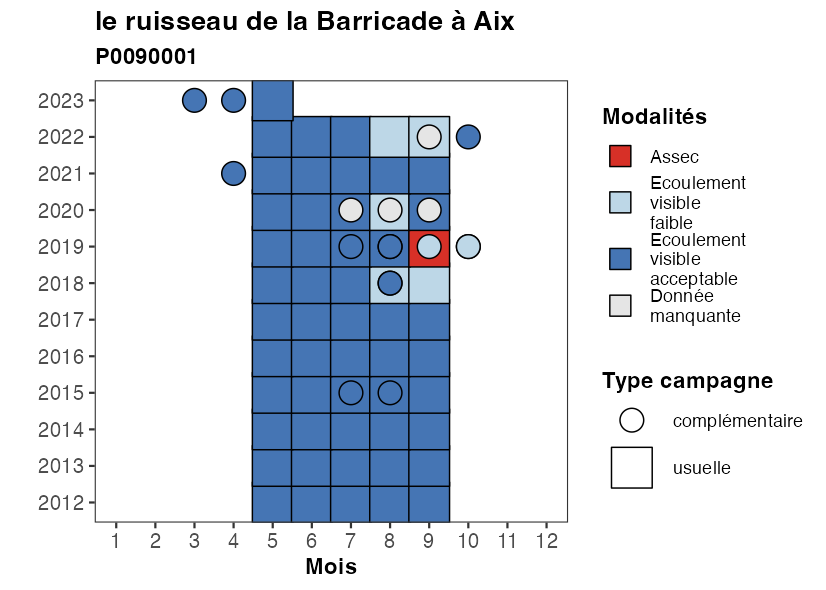 le ruisseau de la Barricade à Aix
P0090001
2023
2022
2021
2020
2019
2018
2017
2016
2015
2014
2013
2012
1 2 3 4 5 6 7 8 9 10 11 12
Mois
Modalités
Assec
Ecoulement
visible
faible
Ecoulement
visible
acceptable
Donnée
manquante
Type campagne
complémentaire
usuelle